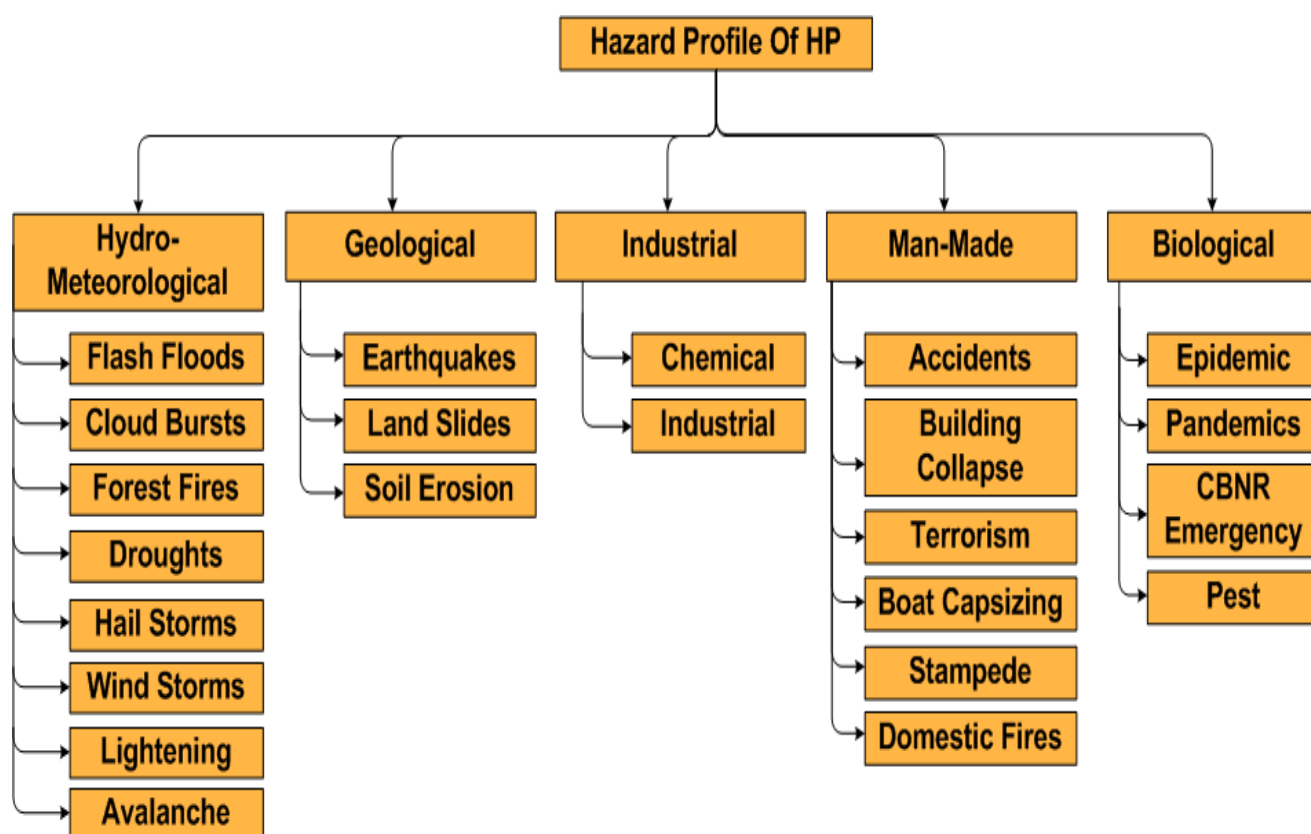 Hazard Profile Of HP
Hydro-
Meteorological
Flash Floods
Cloud Bursts
Forest Fires
Droughts
Hail Storms
Wind Storms
Lightening
Avalanche
Geological
Earthquakes
Land Slides
Soil Erosion
Industrial
Chemical
Industrial
Man-Made
Accidents
Building
Collapse
Terrorism
Boat Capsizing
Stampede
Domestic Fires
Biological
Epidemic
Pandemics
CBNR
Emergency
Pest